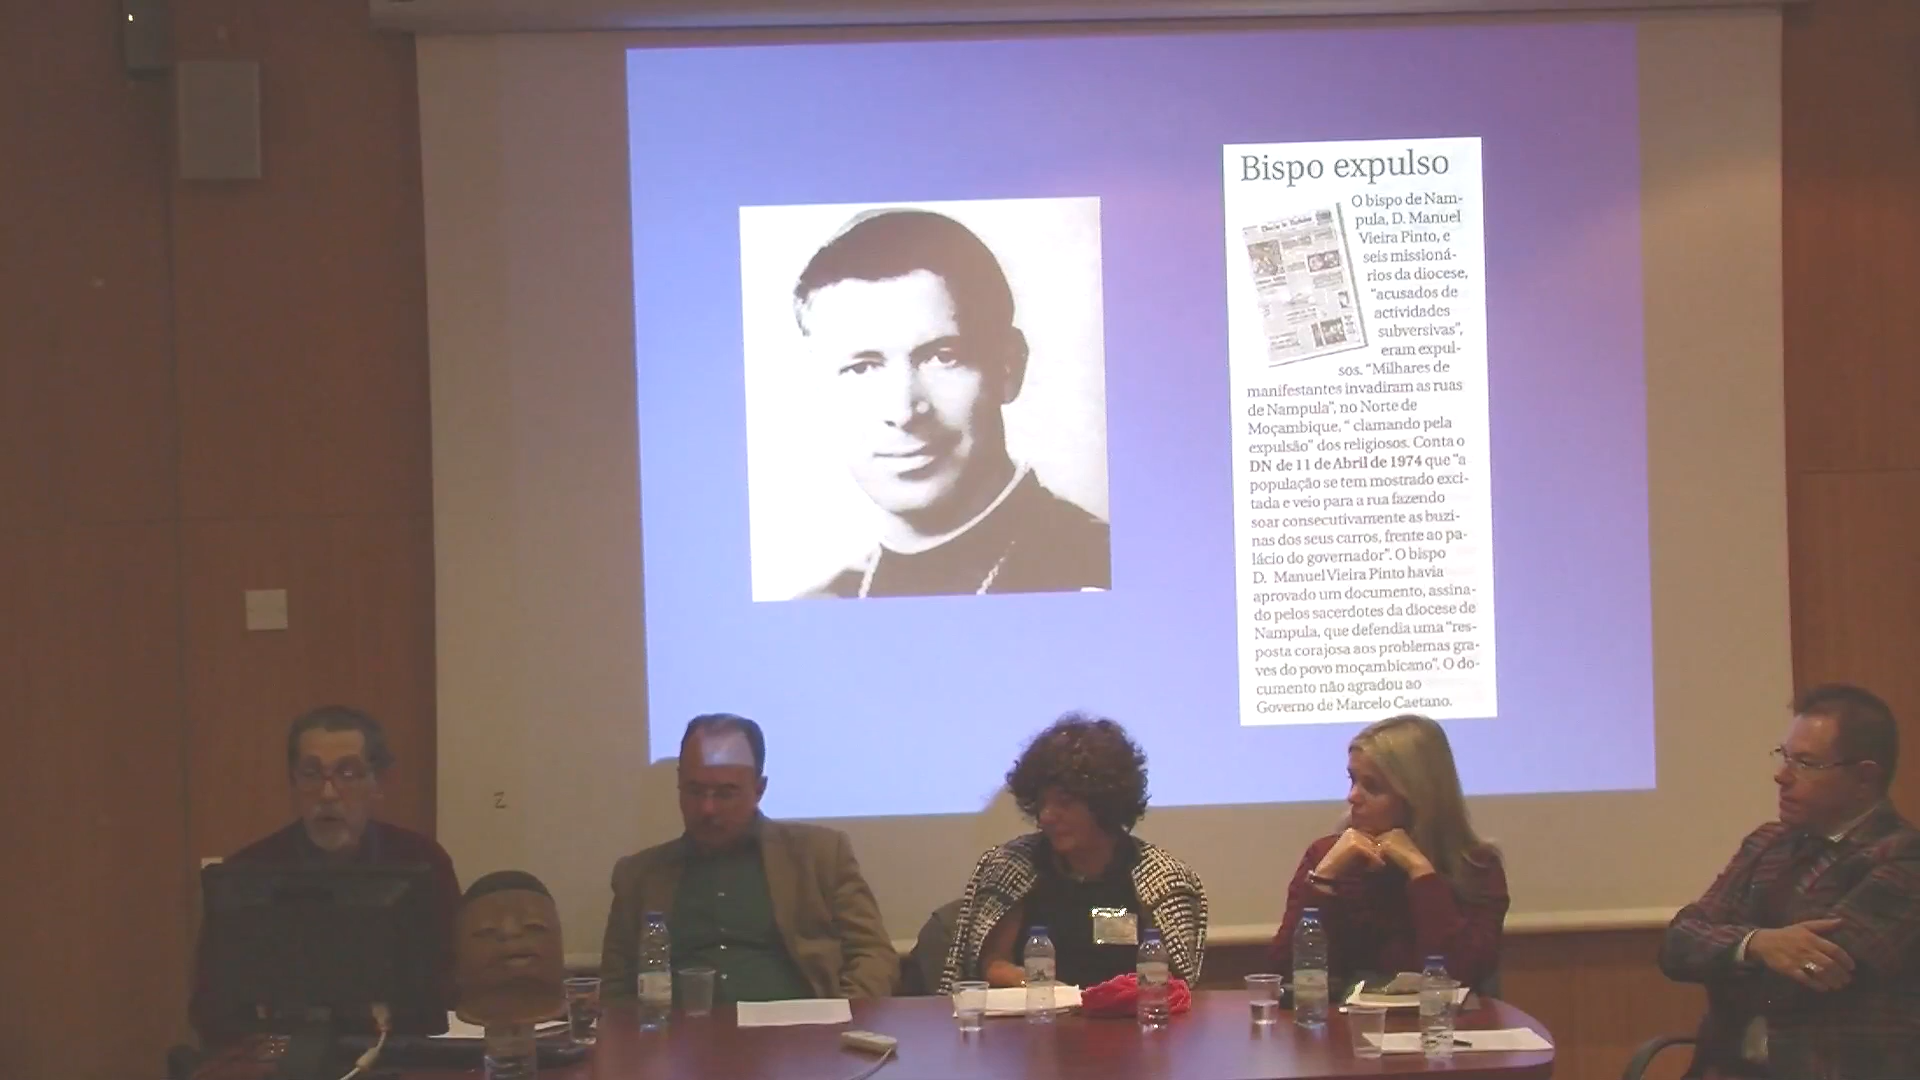 Bispo expulso
O bispo de Nam-
pula, D. Manuel
Vieira Pinto, e
seis missioná-
rios da diocese,
"acusados de
actividades
subversivas",
eram expul-
sos. "Milhares de
manifestantes invadiram as ruas
de Nampula", no Norte de
Moçambique, " clamando pela
expulsão" dos religiosos. Conta o
DN de 11 de Abril de 1974 que "a
população se tem mostrado exci-
tada e veio para a rua fazendo
soar consecutivamente as buzi-
nas dos seus carros, frente ao pa-
lácio do governador". O bispo
D. Manuel Vieira Pinto havia
aprovado um documento, assina-
do pelos sacerdotes da diocese de
Nampula, que defendia uma "res-
posta corajosa aos problemas gra-
ves do povo moçambicano". O do-
cumento não agradou ao
Governo de Marcelo Caetano.